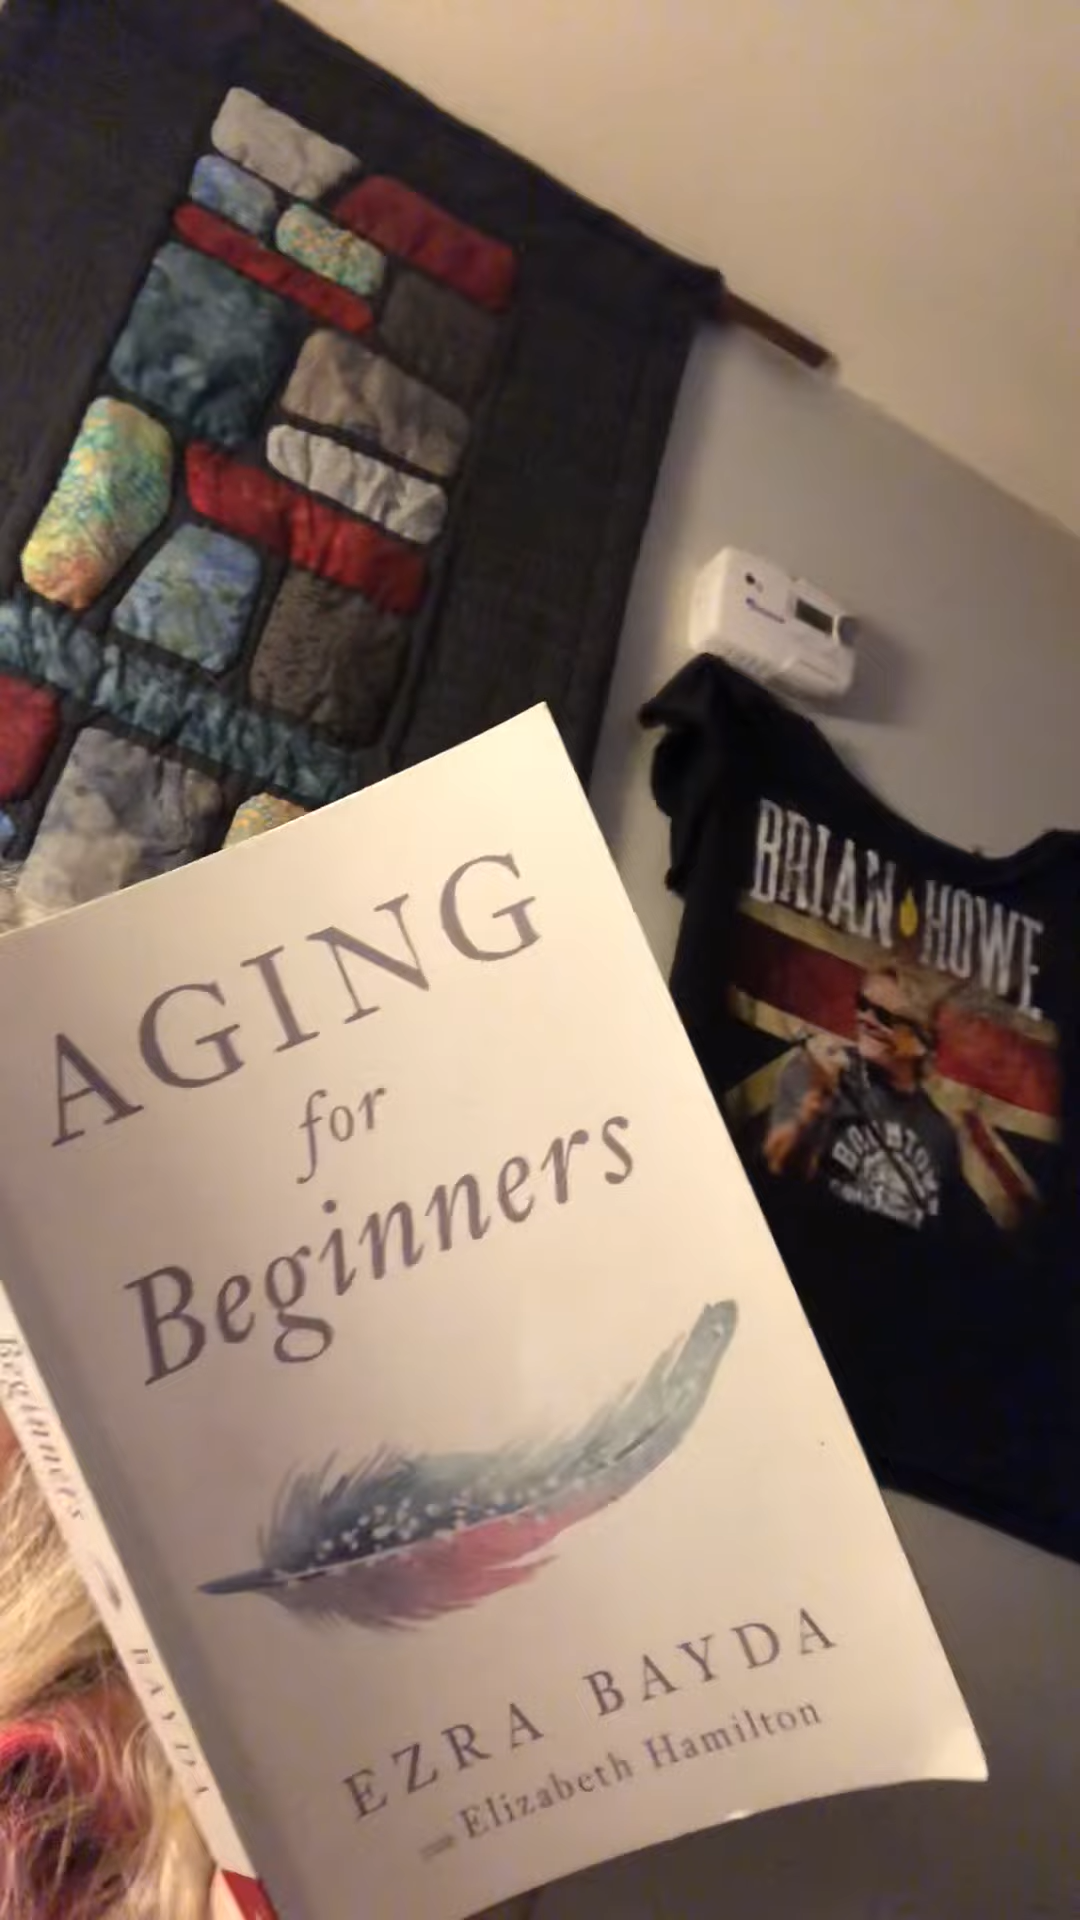 BRIAN HOWE
AGING
for
Beginners
EZRA BAYDA
Elizabeth Hamilton
Beginners BAYDA